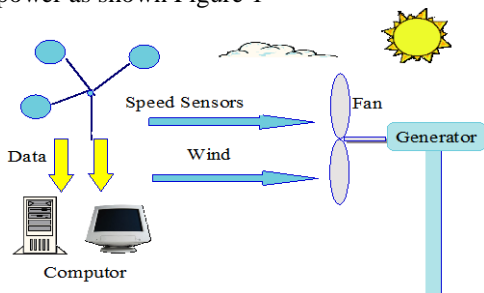 power as shown Figure 1
Speed Sensors
Fan
Generator
Data
Wind
Computor